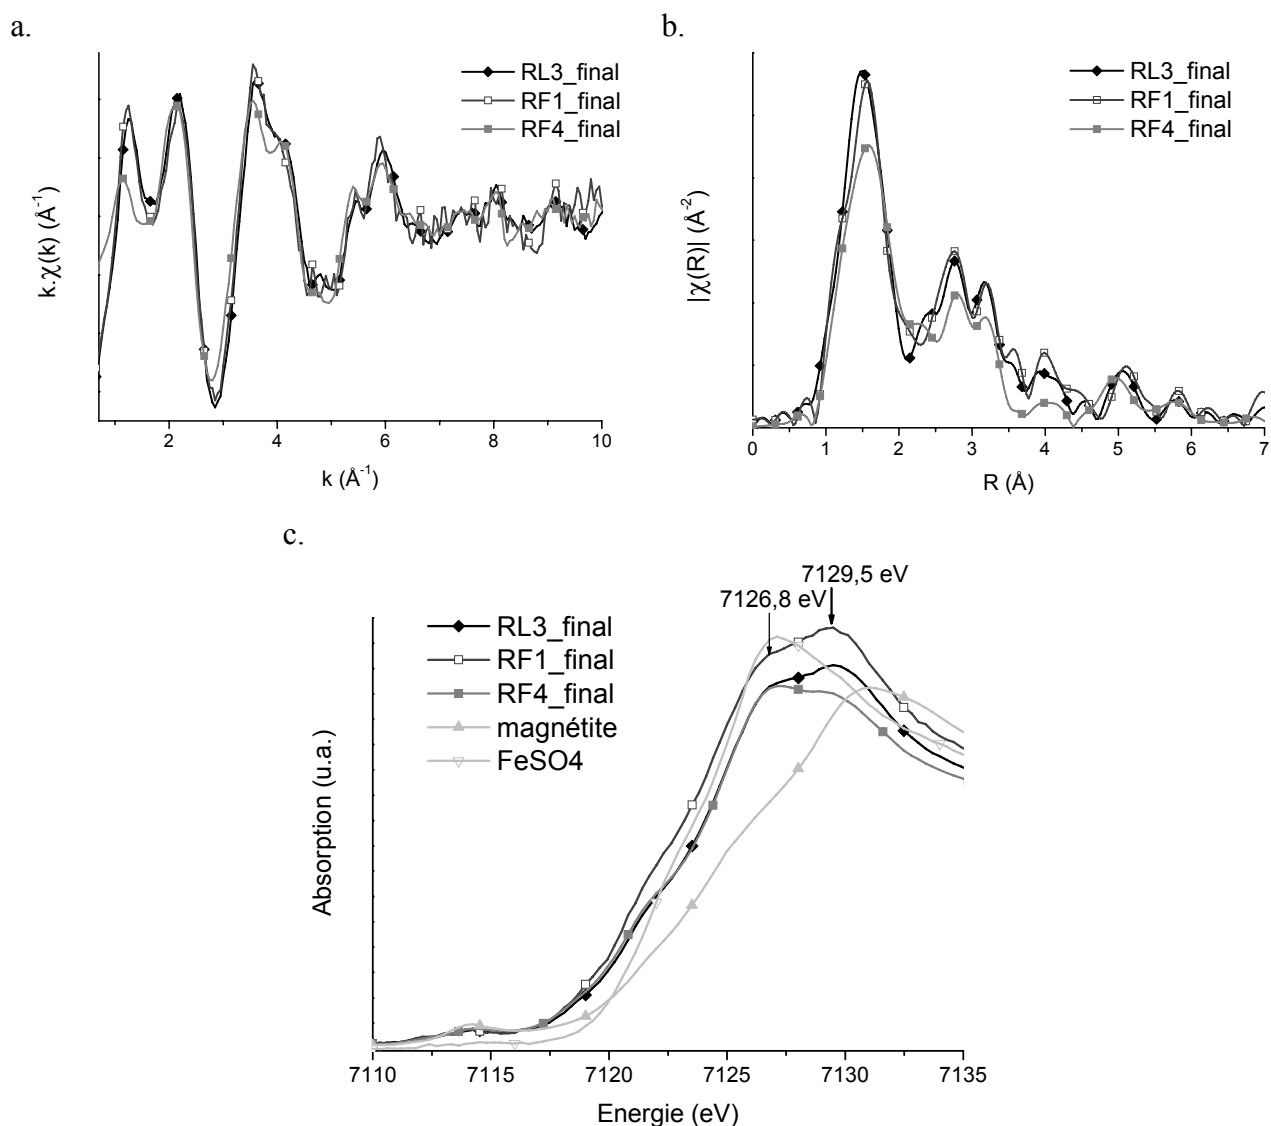 a.
RL3_final
RF1_final
RF4_final
k.χ(k) (Å-1)
2 4 6 8 10
k (Å-1)
b.
RL3_final
RF1_final
RF4_final
|χ(R)| (Å-2)
0 1 2 3 4 5 6 7
R (Å)
c.
7129,5 eV
7126,8 eV
RL3_final
RF1_final
RF4_final
magnétite
FeSO4
Absorption (u.a.)
7110 7115 7120 7125 7130 7135
Energie (eV)